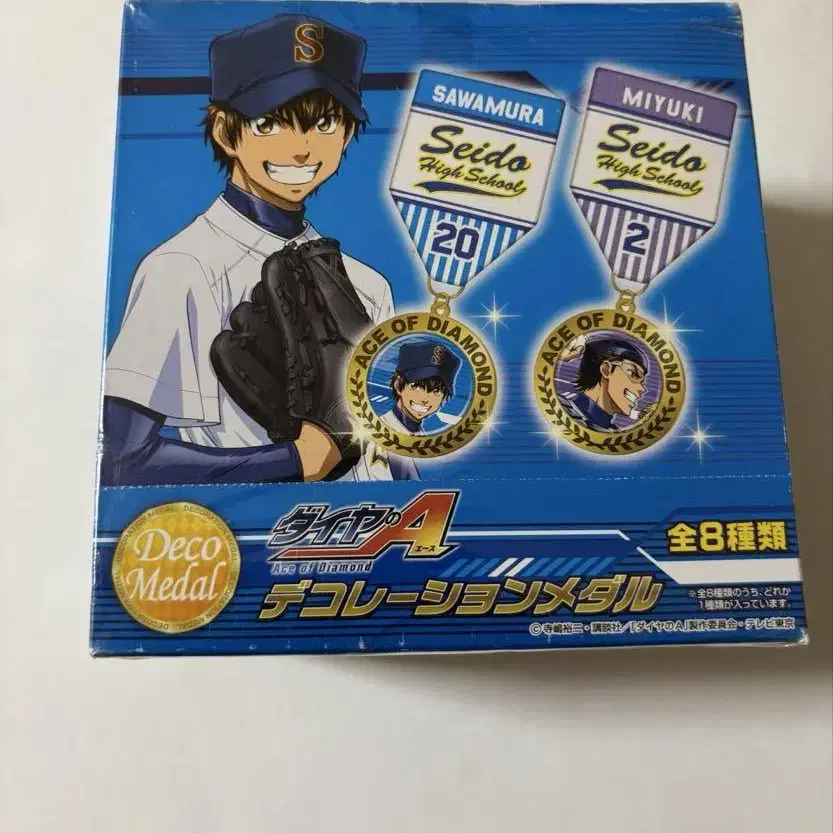 S
SAWAMURA
Seido
High School
20
ACE OF DIAMOND
S
MIYUKI
Seido
High School
2
ACE OF DIAMOND
DECORATION MEDAL
Deco
Medal
ダイヤのA
エース
Ace of Diamond
デコレーションメダル
全8種類
※全8種類のうち、どれか
1種類が入っています。
©寺嶋裕二・講談社/「ダイヤのA」製作委員会・テレビ東京